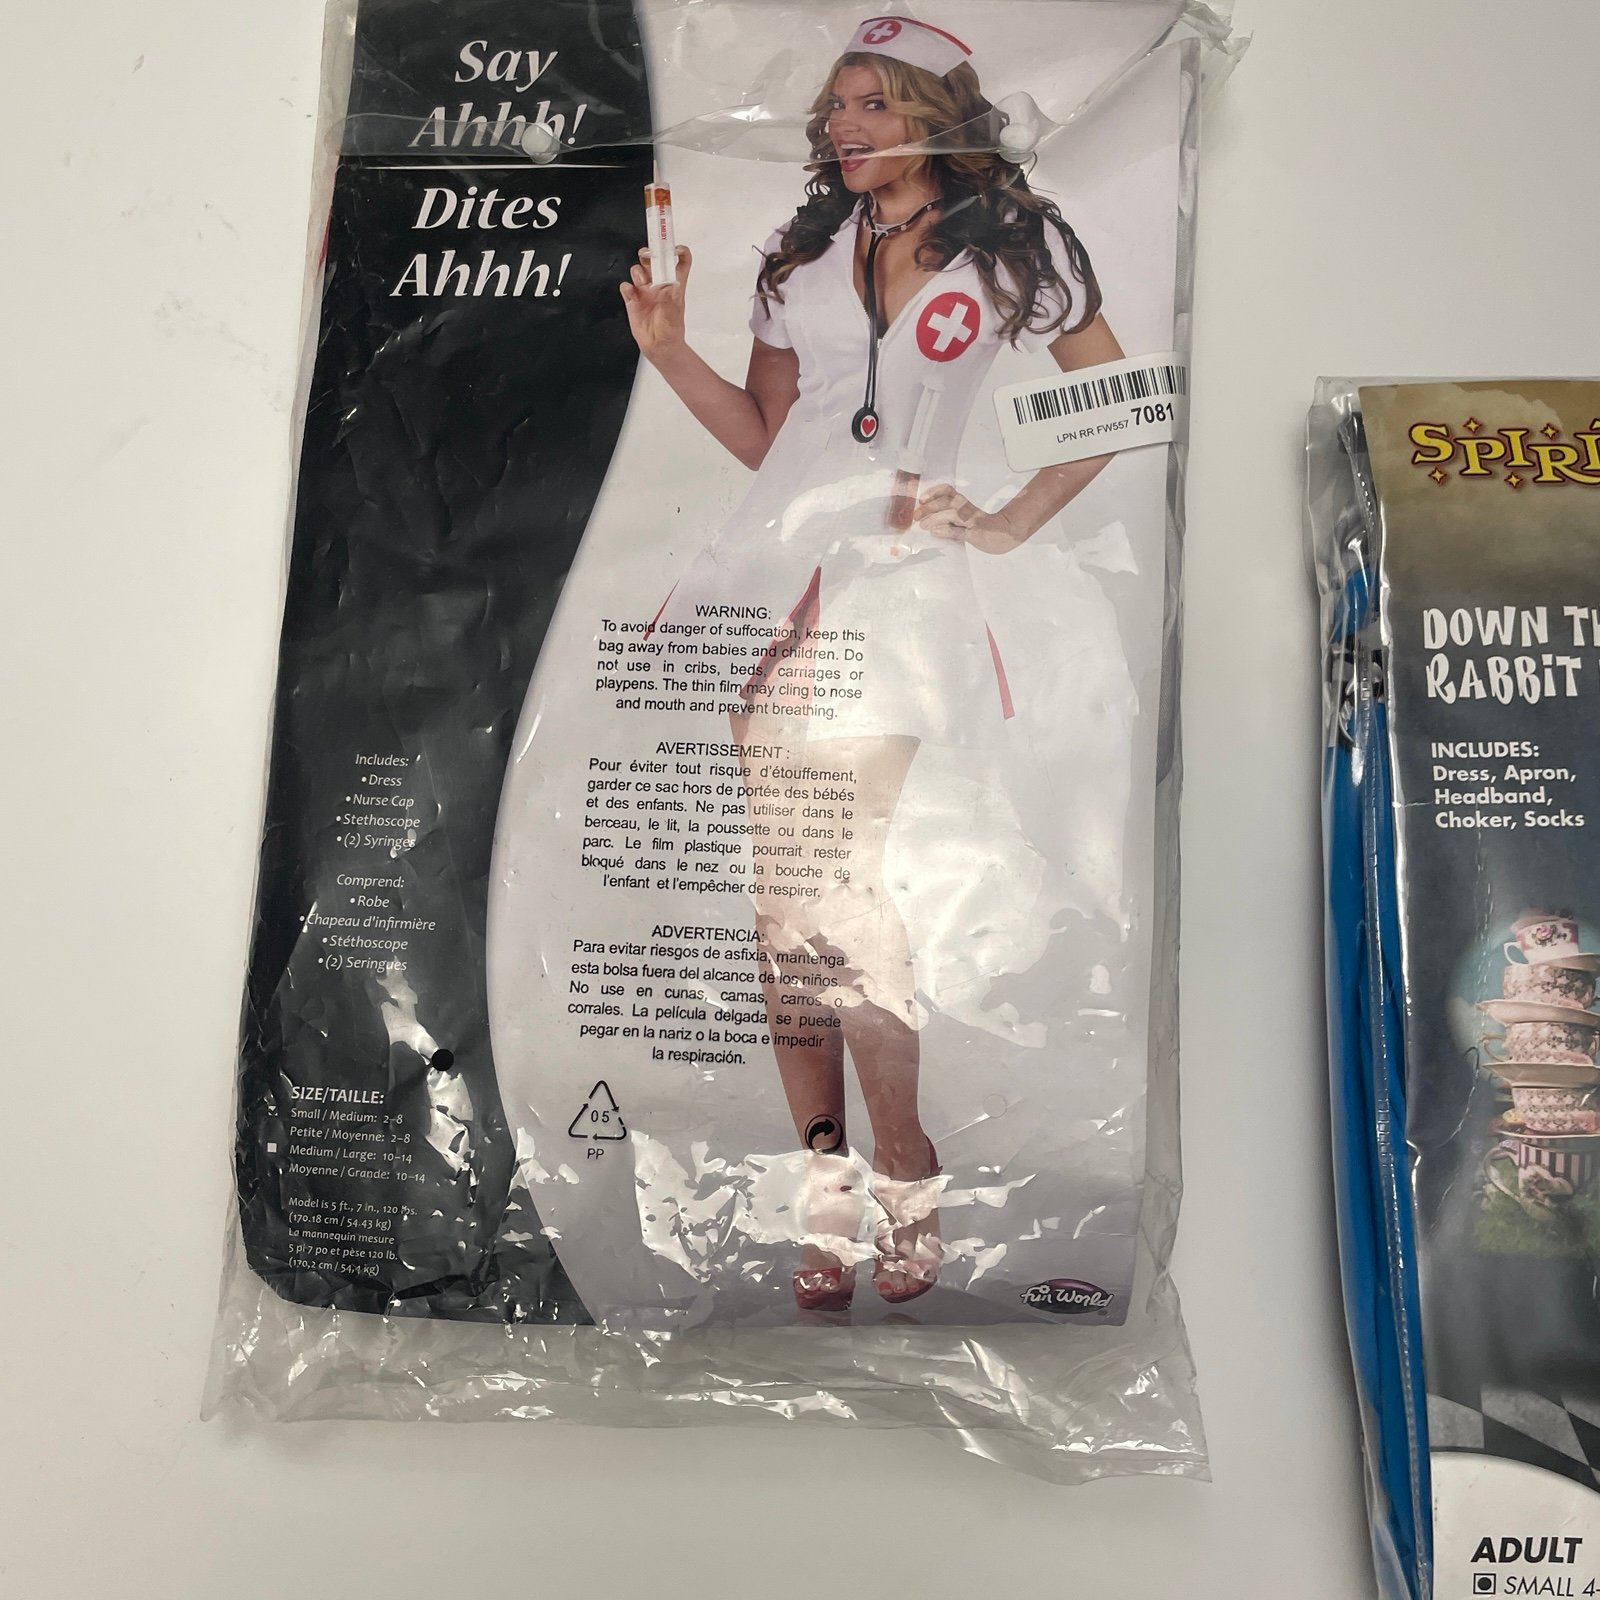 Say
Ahhh!
Dites
Ahhh!
Includes:
• Dress
• Nurse Cap
• Stethoscope
• (2) Syringes
Comprend:
• Robe
• Chapeau d'infirmière
• Stéthoscope
• (2) Seringues
SIZE/TAILLE:
Small / Medium: 2–8
Petite / Moyenne: 2–8
Medium / Large: 10–14
Moyenne / Grande: 10–14
Model is 5 ft., 7 in., 120 lbs.
(170.18 cm / 54.43 kg)
La mannequin mesure
5 pi 7 po et pèse 120 lb.
(170,2 cm / 54,4 kg)
LPN RR FW557 7081
WARNING:
To avoid danger of suffocation, keep this
bag away from babies and children. Do
not use in cribs, beds, carriages or
playpens. The thin film may cling to nose
and mouth and prevent breathing.
AVERTISSEMENT :
Pour éviter tout risque d'étouffement,
garder ce sac hors de portée des bébés
et des enfants. Ne pas utiliser dans le
berceau, le lit, la poussette ou dans le
parc. Le film plastique pourrait rester
bloqué dans le nez ou la bouche de
l'enfant et l'empêcher de respirer.
ADVERTENCIA:
Para evitar riesgos de asfixia, mantenga
esta bolsa fuera del alcance de los niños.
No use en cunas, camas, carros o
corrales. La película delgada se puede
pegar en la nariz o la boca e impedir
la respiración.
05
PP
fun World
SPIRI
DOWN TH
RABBIT
INCLUDES:
Dress, Apron,
Headband,
Choker, Socks
ADULT
SMALL 4-